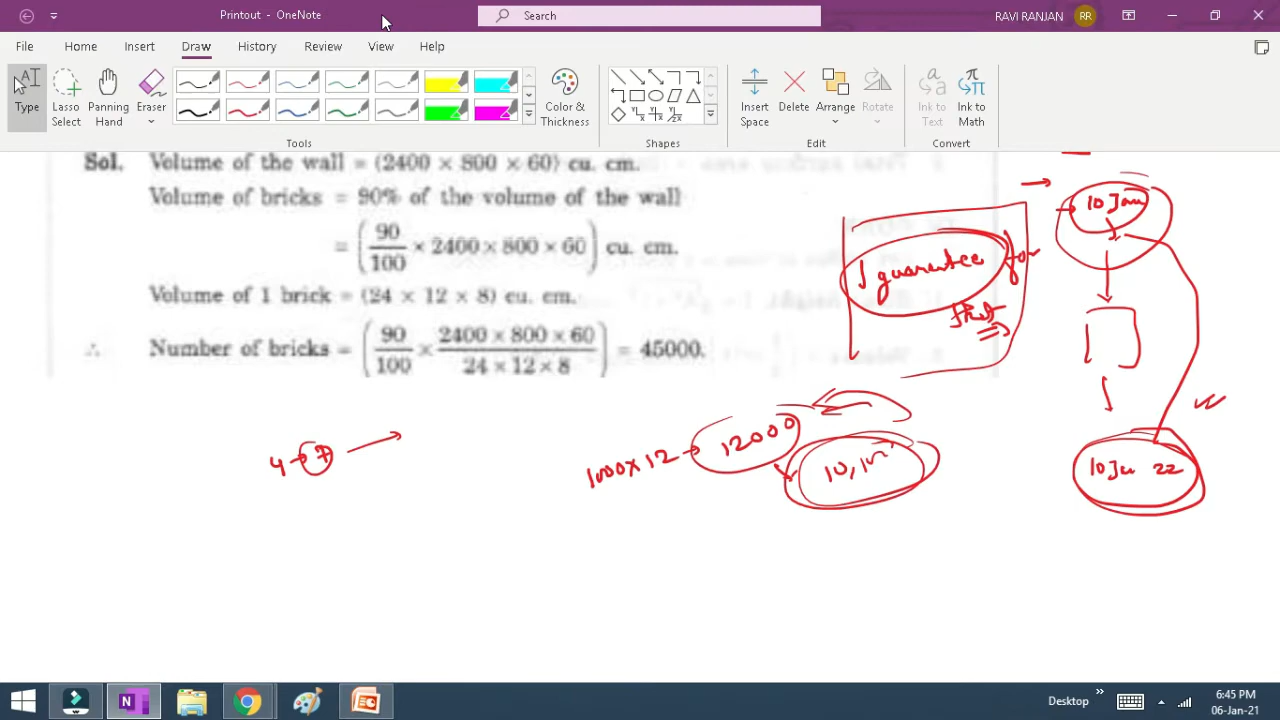 Printout - OneNote
Search
RAVI RANJAN
RR
File
Home
Insert
Draw
History
Review
View
Help
Type
Lasso Select
Panning Hand
Eraser
Color & Thickness
Insert Space
Delete
Arrange
Rotate
Ink to Text
Ink to Math
Tools
Shapes
Edit
Convert
Sol. Volume of the wall = (2400 × 800 × 60) cu. cm.
Volume of bricks = 90% of the volume of the wall
= (90/100 × 2400 × 800 × 60) cu. cm.
Volume of 1 brick = (24 × 12 × 8) cu. cm.
∴ Number of bricks = (90/100 × 2400 × 800 × 60/24 × 12 × 8) = 45000.
I guarantee for
that
10 Jan
4 → 7
1000 × 12 → 12000
10 22
Desktop
6:45 PM
06-Jan-21